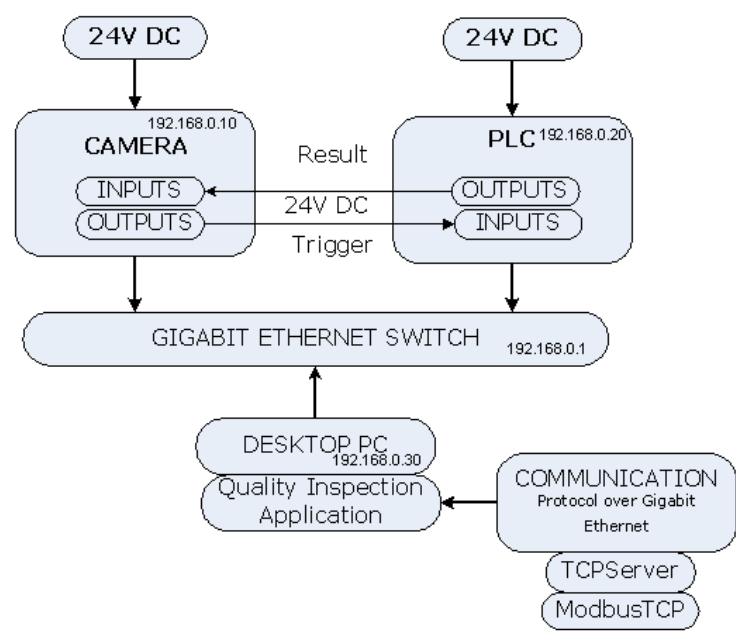 24V DC
24V DC
192.168.0.10
CAMERA
PLC 192.168.0.20
Result
INPUTS
OUTPUTS
24V DC
OUTPUTS
INPUTS
Trigger
GIGABIT ETHERNET SWITCH
192.168.0.1
DESKTOP PC
192.168.0.30
Quality Inspection
Application
COMMUNICATION
Protocol over Gigabit
Ethernet
TCPServer
ModbusTCP